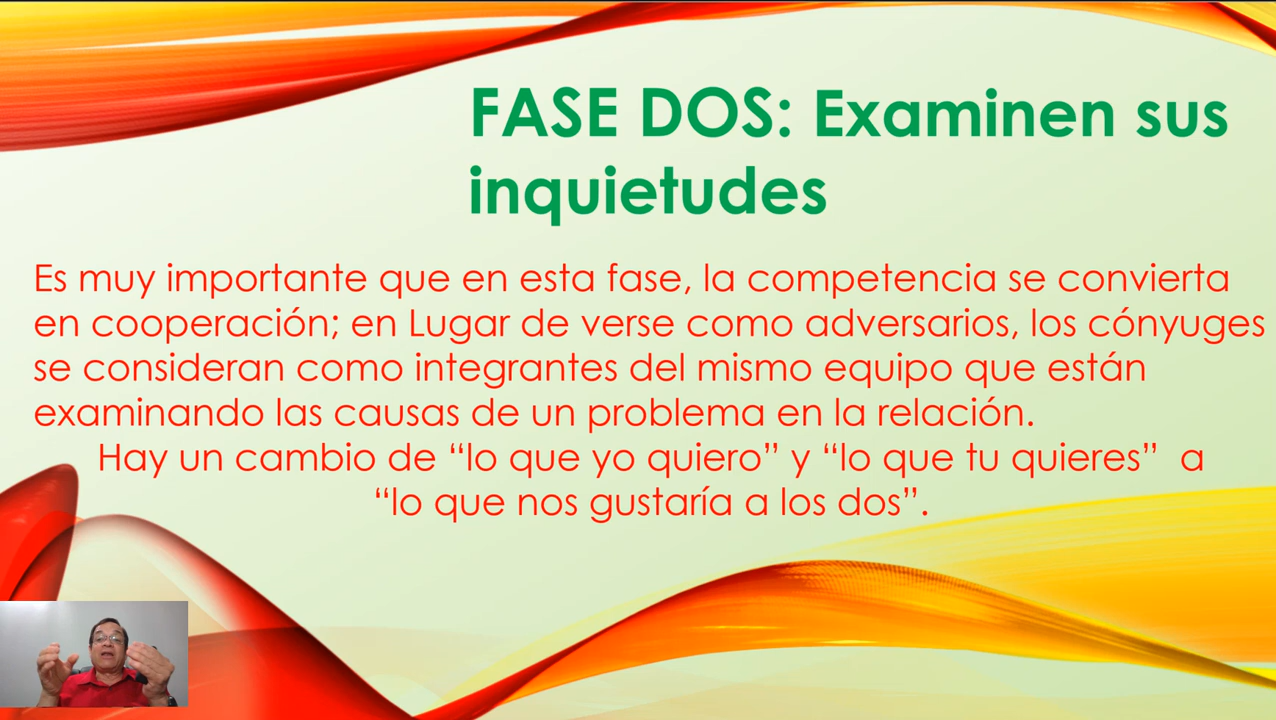 FASE DOS: Examinen sus
inquietudes
Es muy importante que en esta fase, la competencia se convierta
en cooperación; en Lugar de verse como adversarios, los cónyuges
se consideran como integrantes del mismo equipo que están
examinando las causas de un problema en la relación.
Hay un cambio de “lo que yo quiero” y “lo que tu quieres” a
“lo que nos gustaría a los dos”.